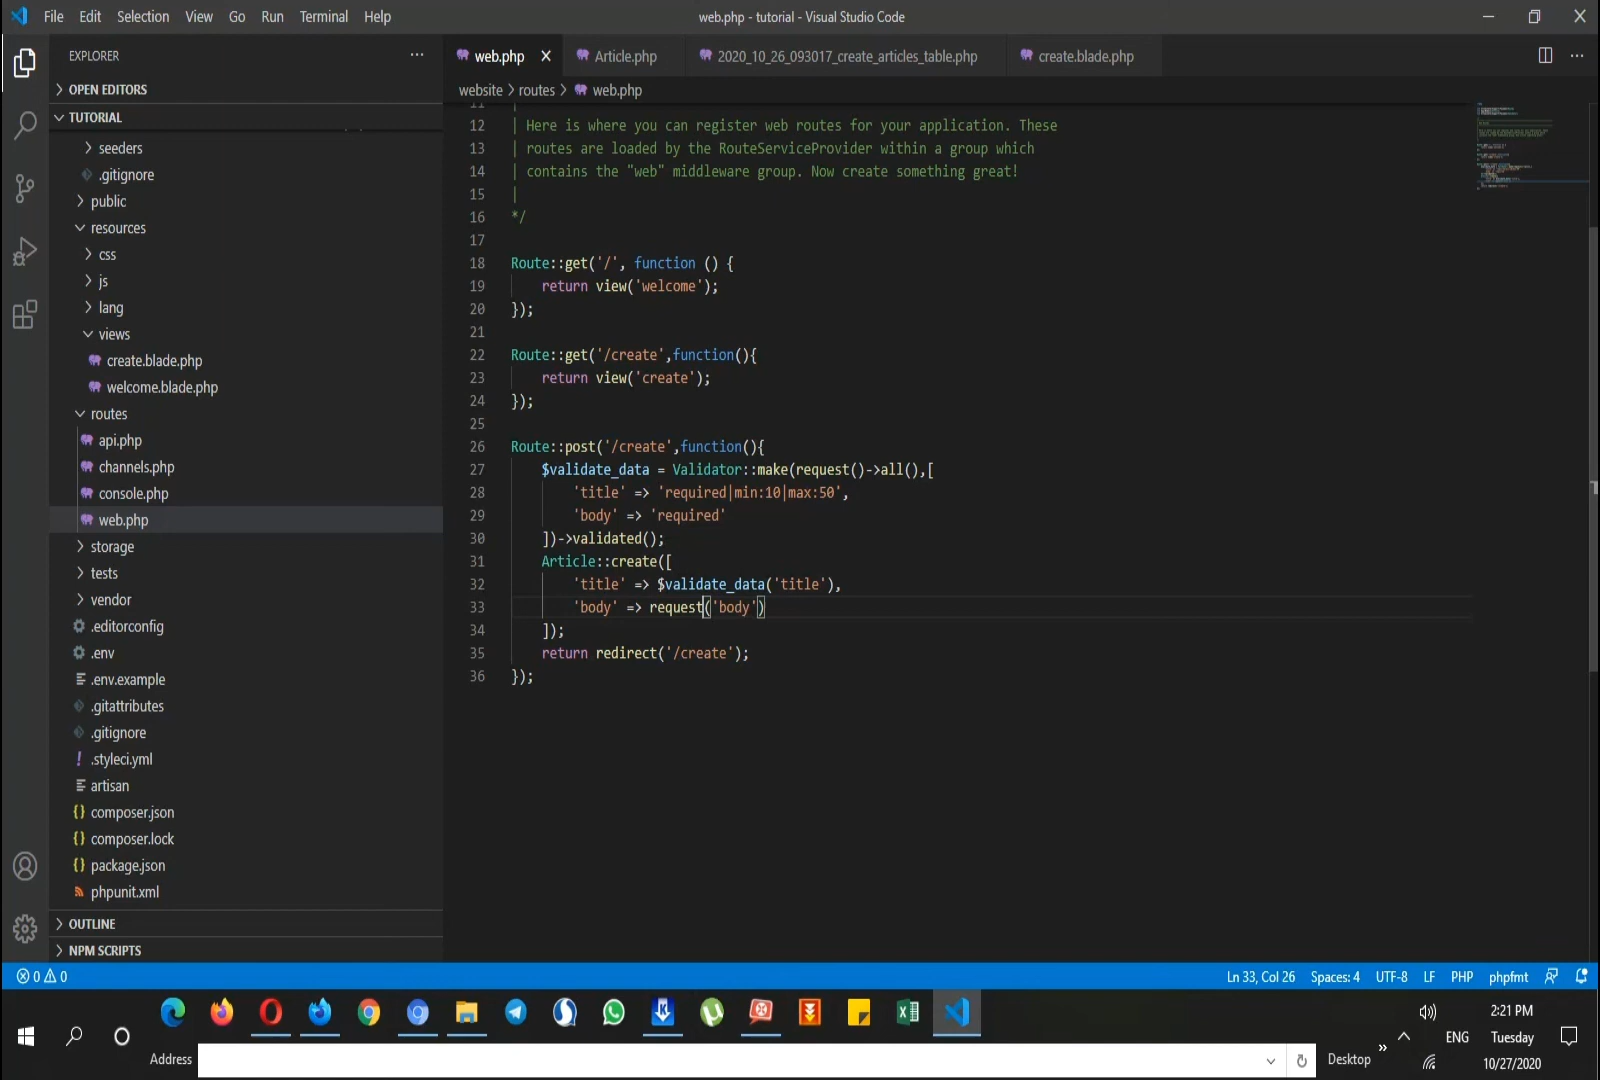 File Edit Selection View Go Run Terminal Help
web.php - tutorial - Visual Studio Code
EXPLORER
OPEN EDITORS
TUTORIAL
seeders
.gitignore
public
resources
css
js
lang
views
create.blade.php
welcome.blade.php
routes
api.php
channels.php
console.php
web.php
storage
tests
vendor
.editorconfig
.env
.env.example
.gitattributes
.gitignore
.styleci.yml
artisan
composer.json
composer.lock
package.json
phpunit.xml
OUTLINE
NPM SCRIPTS
web.php Article.php 2020_10_26_093017_create_articles_table.php create.blade.php
website > routes > web.php
11 |
12 | Here is where you can register web routes for your application. These
13 | routes are loaded by the RouteServiceProvider within a group which
14 | contains the "web" middleware group. Now create something great!
15 |
16 */
17
18 Route::get('/', function () {
19 return view('welcome');
20 });
21
22 Route::get('/create',function(){
23 return view('create');
24 });
25
26 Route::post('/create',function(){
27 $validate_data = Validator::make(request()->all(),[
28 'title' => 'required|min:10|max:50',
29 'body' => 'required'
30 ])->validated();
31 Article::create([
32 'title' => $validate_data('title'),
33 'body' => request('body')
34 ]);
35 return redirect('/create');
36 });
0 0 Ln 33, Col 26 Spaces: 4 UTF-8 LF PHP phpfmt
Address Desktop » ENG
2:21 PM
Tuesday
10/27/2020